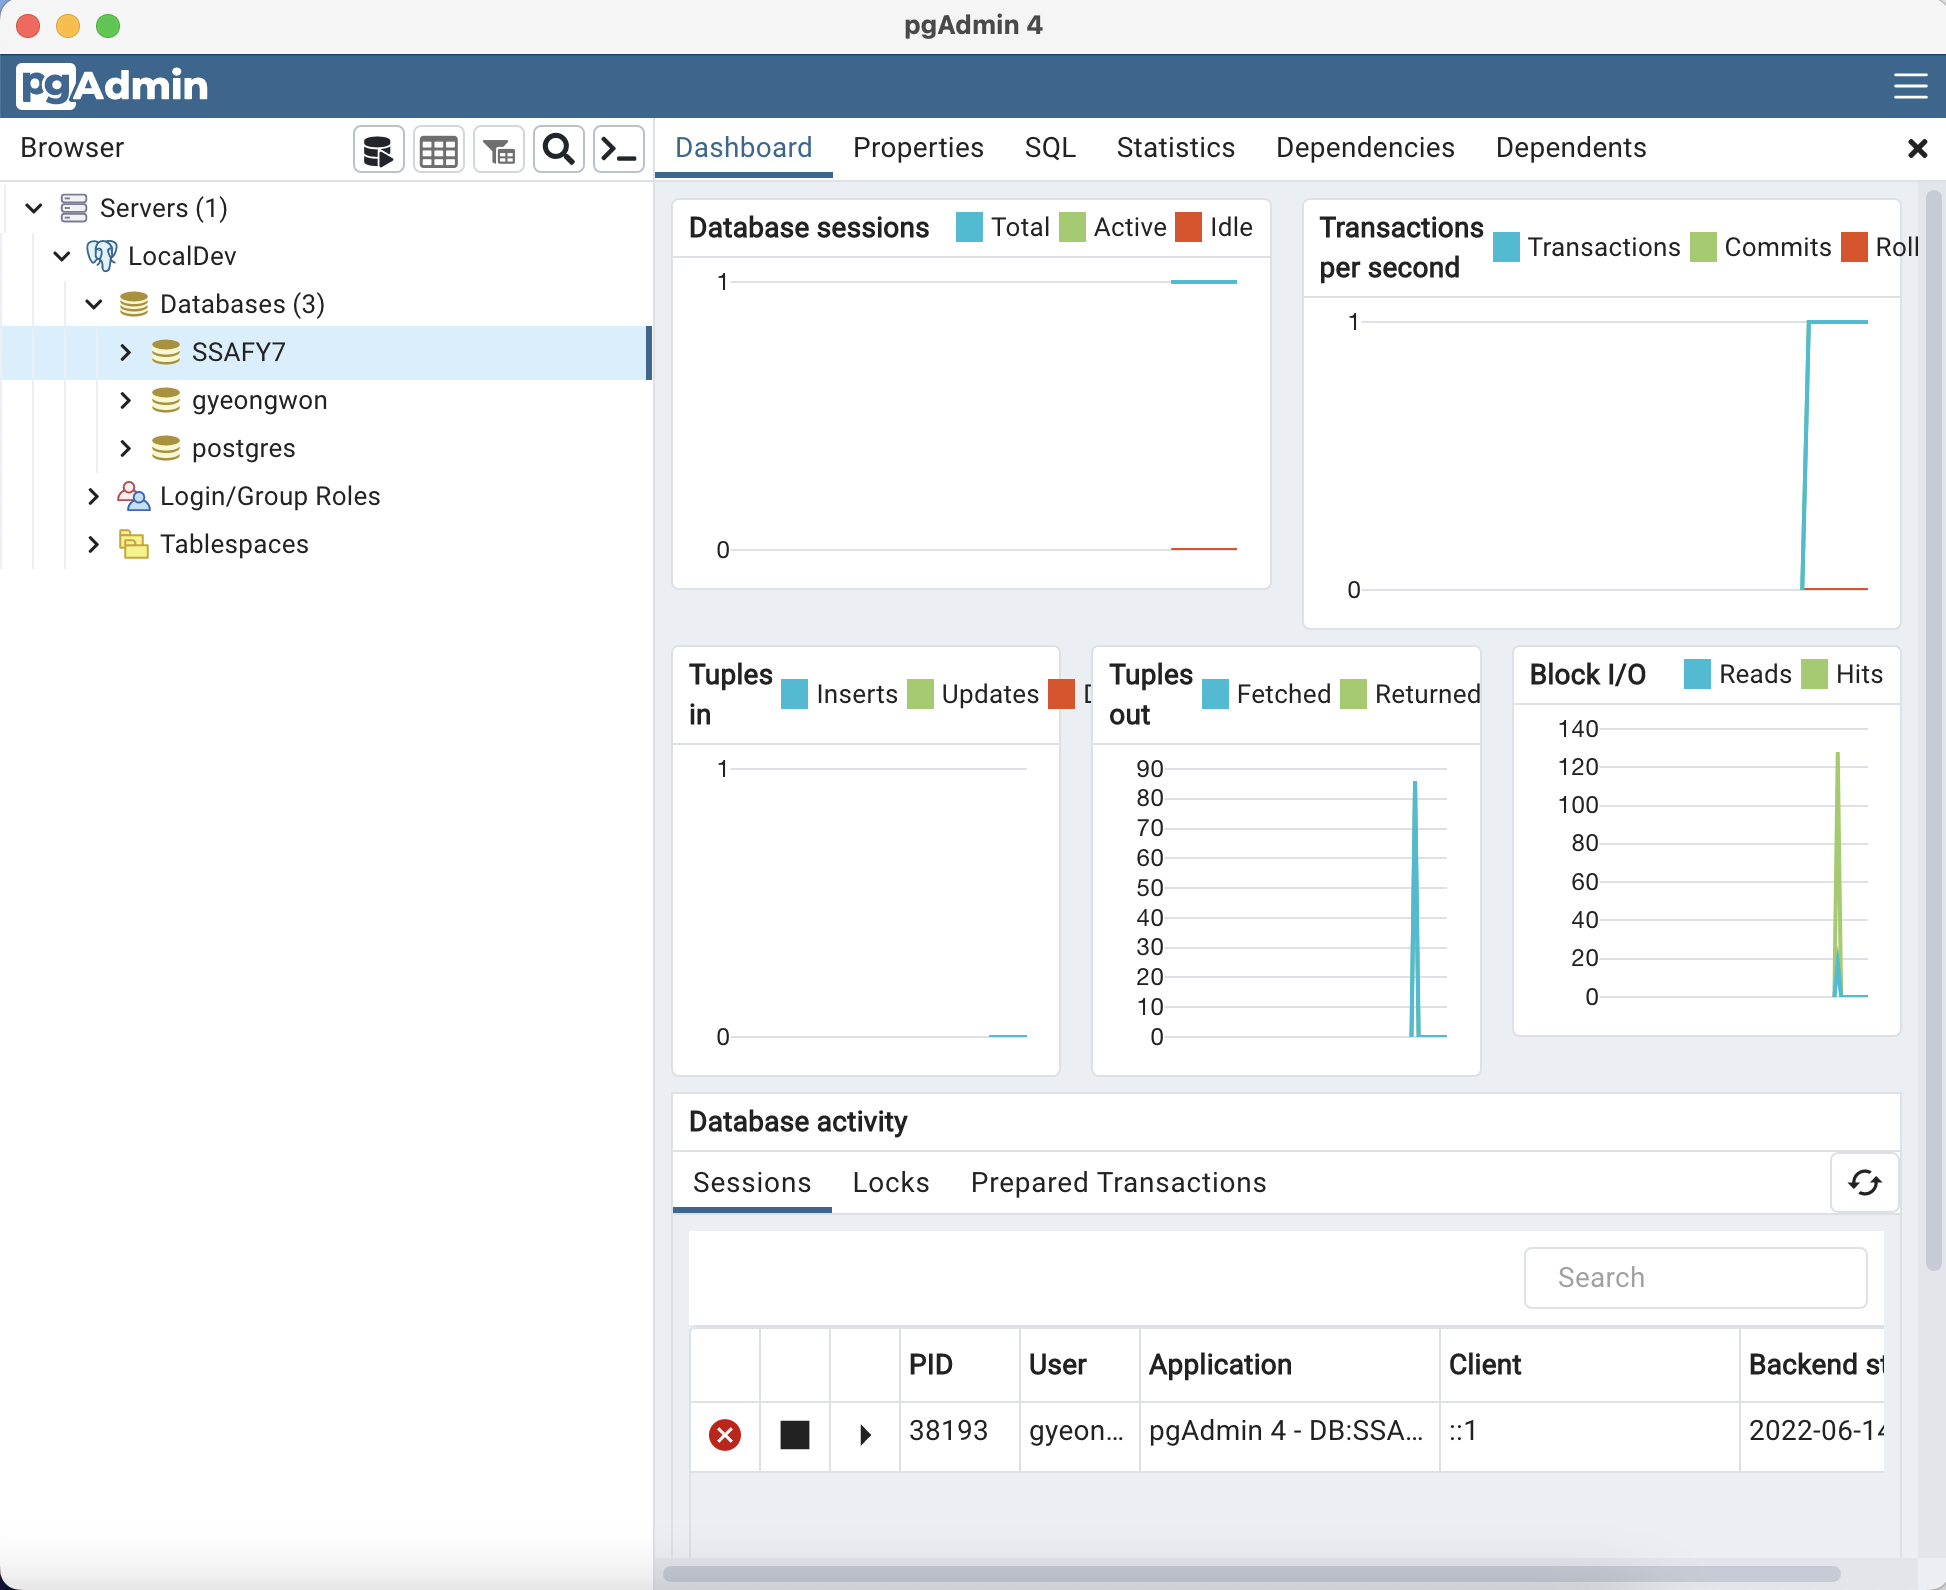 pgAdmin 4
pgAdmin
Browser
Dashboard Properties SQL Statistics Dependencies Dependents
Servers (1)
LocalDev
Databases (3)
SSAFY7
gyeongwon
postgres
Login/Group Roles
Tablespaces
Database sessions Total Active Idle
1
0
Transactions per second Transactions Commits Roll
1
0
Tuples in Inserts Updates D
1
0
Tuples out Fetched Returned
90
80
70
60
50
40
30
20
10
0
Block I/O Reads Hits
140
120
100
80
60
40
20
0
Database activity
Sessions Locks Prepared Transactions
Search
PID User Application Client Backend st
38193 gyeon... pgAdmin 4 - DB:SSA... ::1 2022-06-14